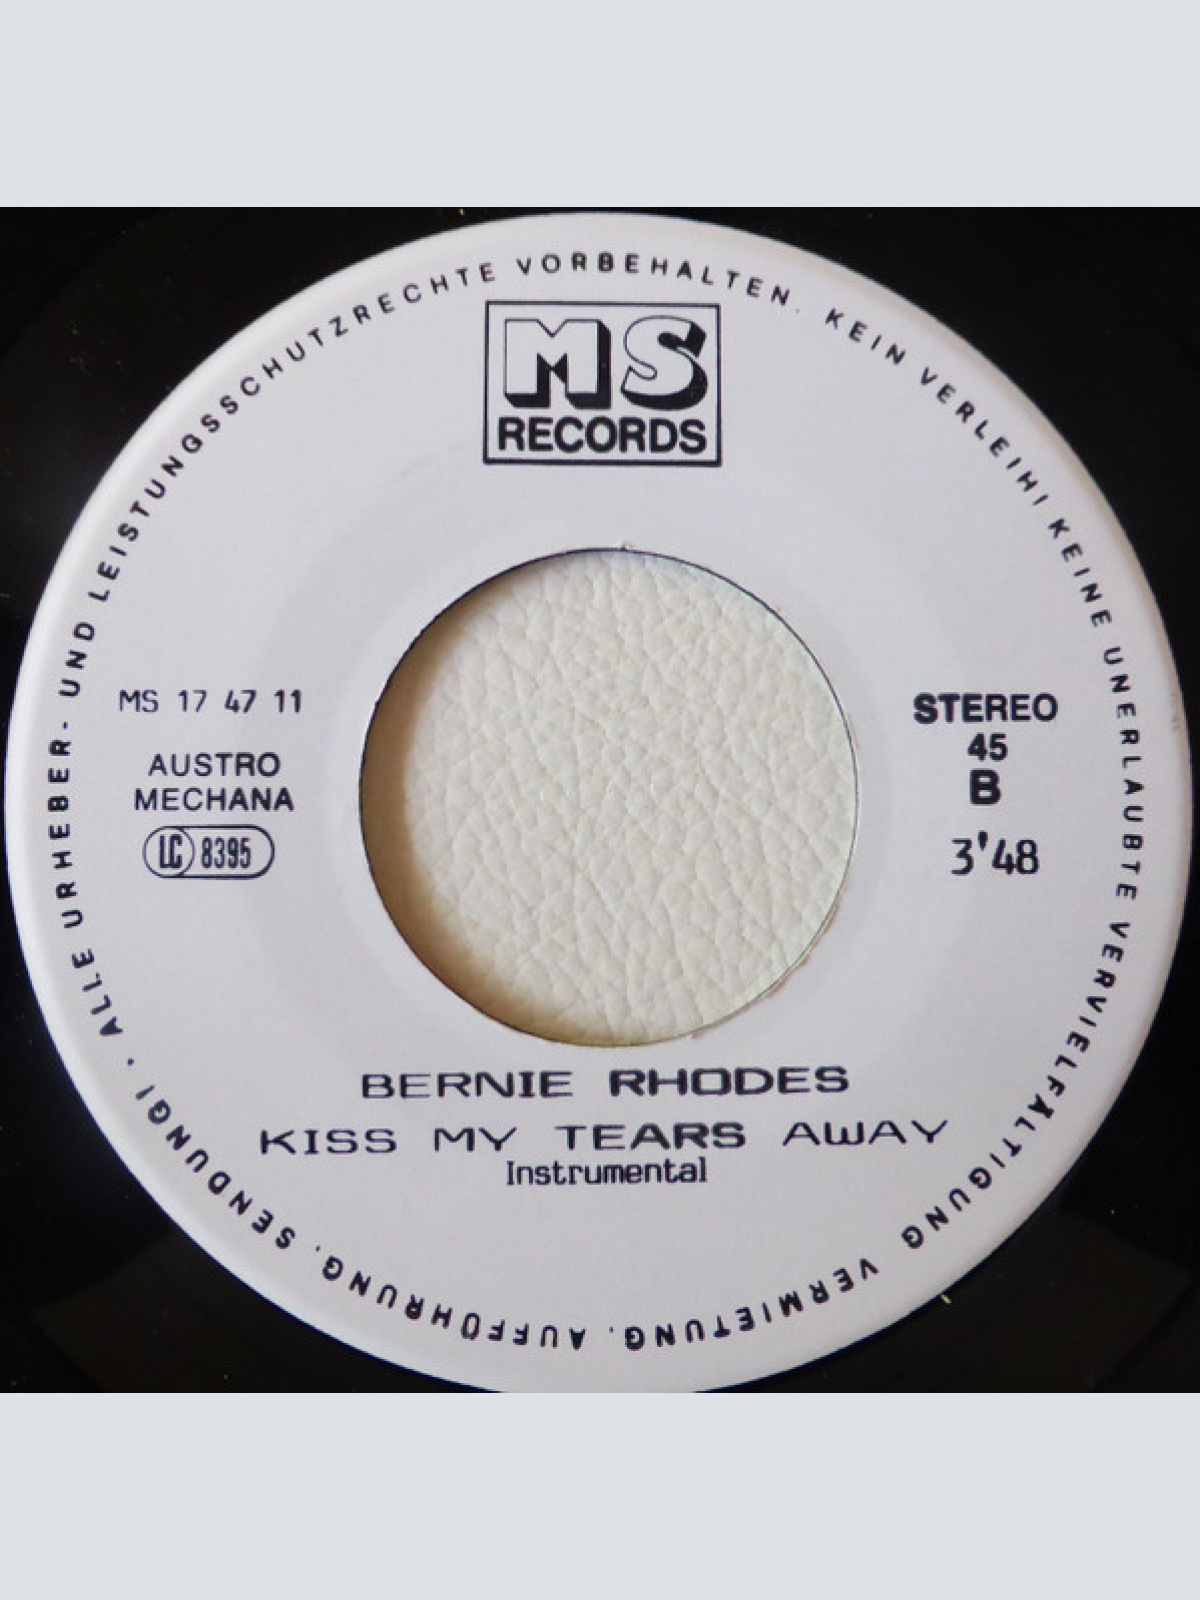 ALLE URHEBER- UND LEISTUNGSSCHUTZRECHTE VORBEHALTEN. KEIN VERLEIH! KEINE UNERLAUBTE VERVIELFÄLTIGUNG VERMIETUNG. AUFFÜHRUNG. SENDUNG! .
MS
RECORDS
MS 17 47 11
AUSTRO
MECHANA
LC 8395
STEREO
45
B
3'48
BERNIE RHODES
KISS MY TEARS AWAY
Instrumental